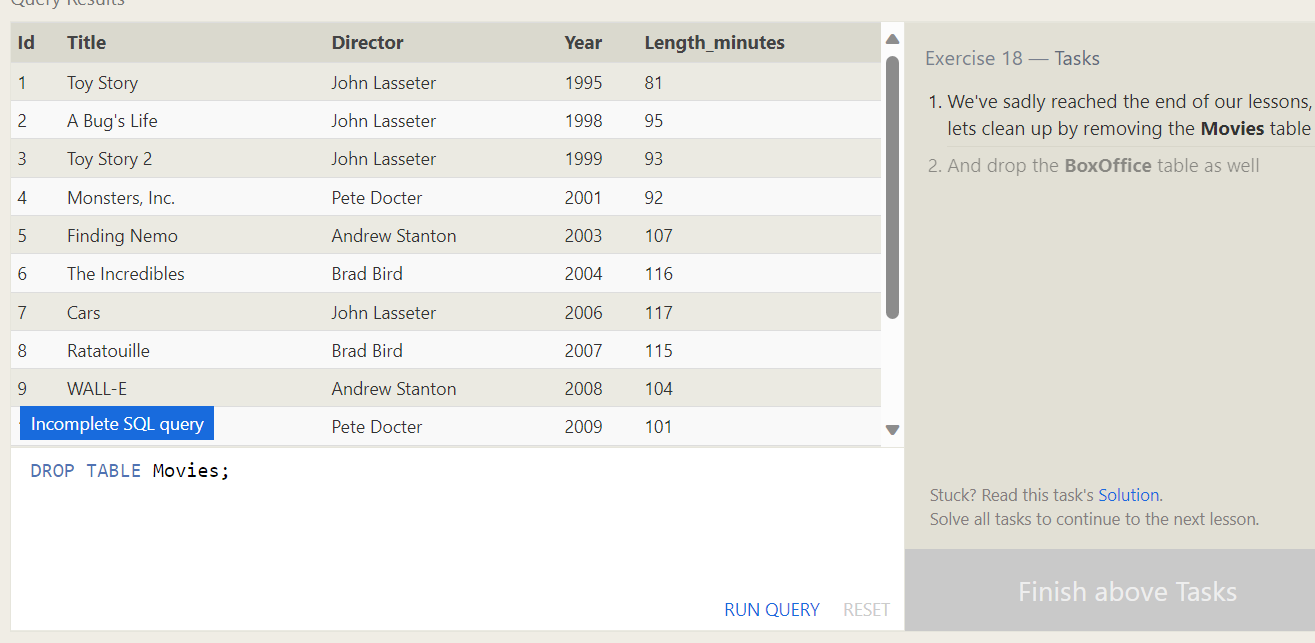 Query Results
Id Title Director Year Length_minutes
1 Toy Story John Lasseter 1995 81
2 A Bug's Life John Lasseter 1998 95
3 Toy Story 2 John Lasseter 1999 93
4 Monsters, Inc. Pete Docter 2001 92
5 Finding Nemo Andrew Stanton 2003 107
6 The Incredibles Brad Bird 2004 116
7 Cars John Lasseter 2006 117
8 Ratatouille Brad Bird 2007 115
9 WALL-E Andrew Stanton 2008 104
Pete Docter 2009 101
Incomplete SQL query
DROP TABLE Movies;
RUN QUERY RESET
Exercise 18 — Tasks
1. We've sadly reached the end of our lessons,
lets clean up by removing the Movies table
2. And drop the BoxOffice table as well
Stuck? Read this task's Solution.
Solve all tasks to continue to the next lesson.
Finish above Tasks